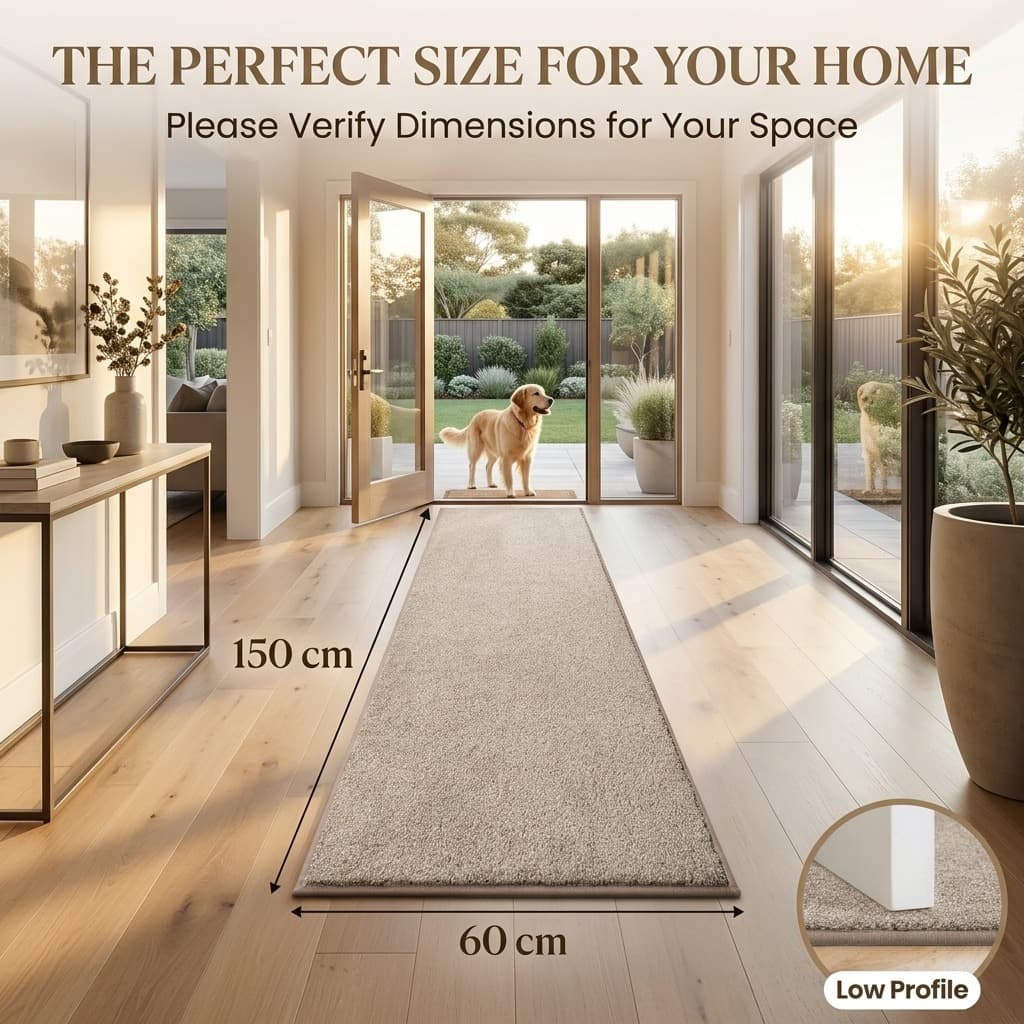 THE PERFECT SIZE FOR YOUR HOME
Please Verify Dimensions for Your Space
150 cm
60 cm
Low Profile